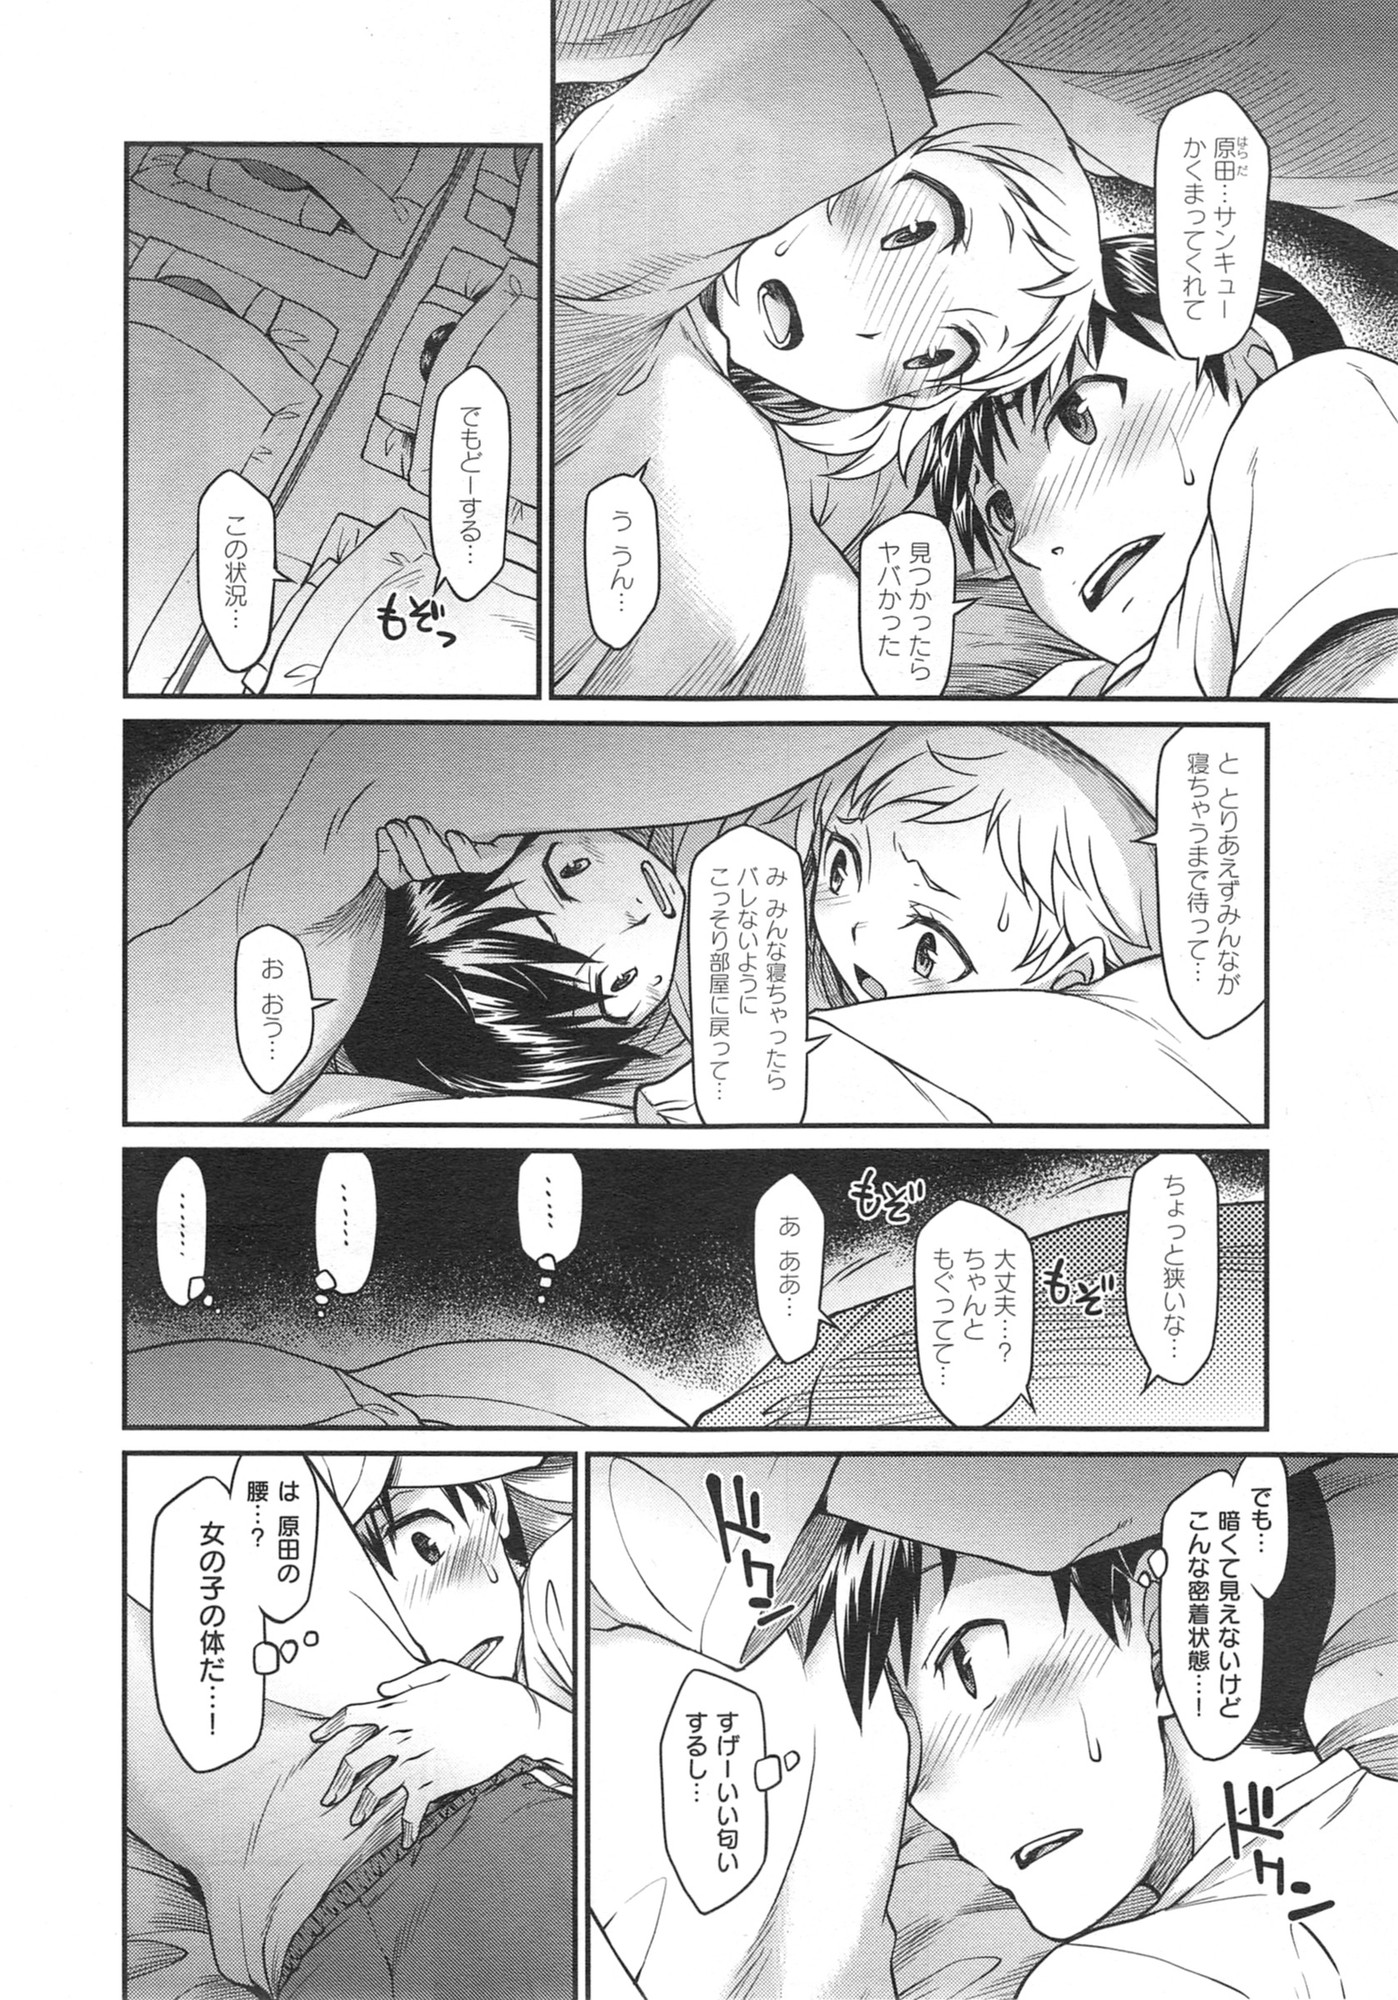 原田…サンキュー
はらだ
かくまってくれて
見つかったら
ヤバかった
う うん…
でもどーする…
この状況…
もぞっ
と とりあえずみんなが
寝ちゃうまで待って…
み みんな寝ちゃったら
バレないように
こっそり部屋に戻って…
お おう…
ちょっと狭いな…
もぞ
大丈夫…?
ちゃんと
もぐってて…
もぞ
あ ああ…
……
………
………
でも…
暗くて見えないけど
こんな密着状態…!
ドキュン
すげーいい匂い
するし…
ドキッ
は 原田の
腰…?
女の子の体だ…!